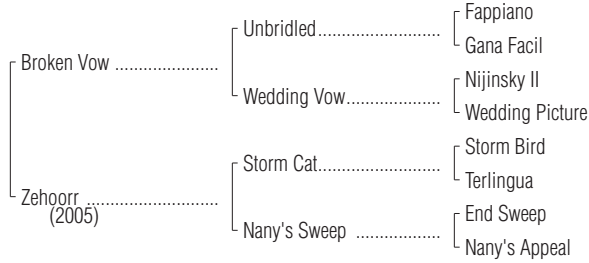 Fappiano
Unbridled..........................
Gana Facil
Broken Vow ......................
Nijinsky II
Wedding Vow....................
Wedding Picture
Storm Bird
Storm Cat..........................
Terlingua
Zehoorr ............................
(2005)
End Sweep
Nany's Sweep ..................
Nany's Appeal